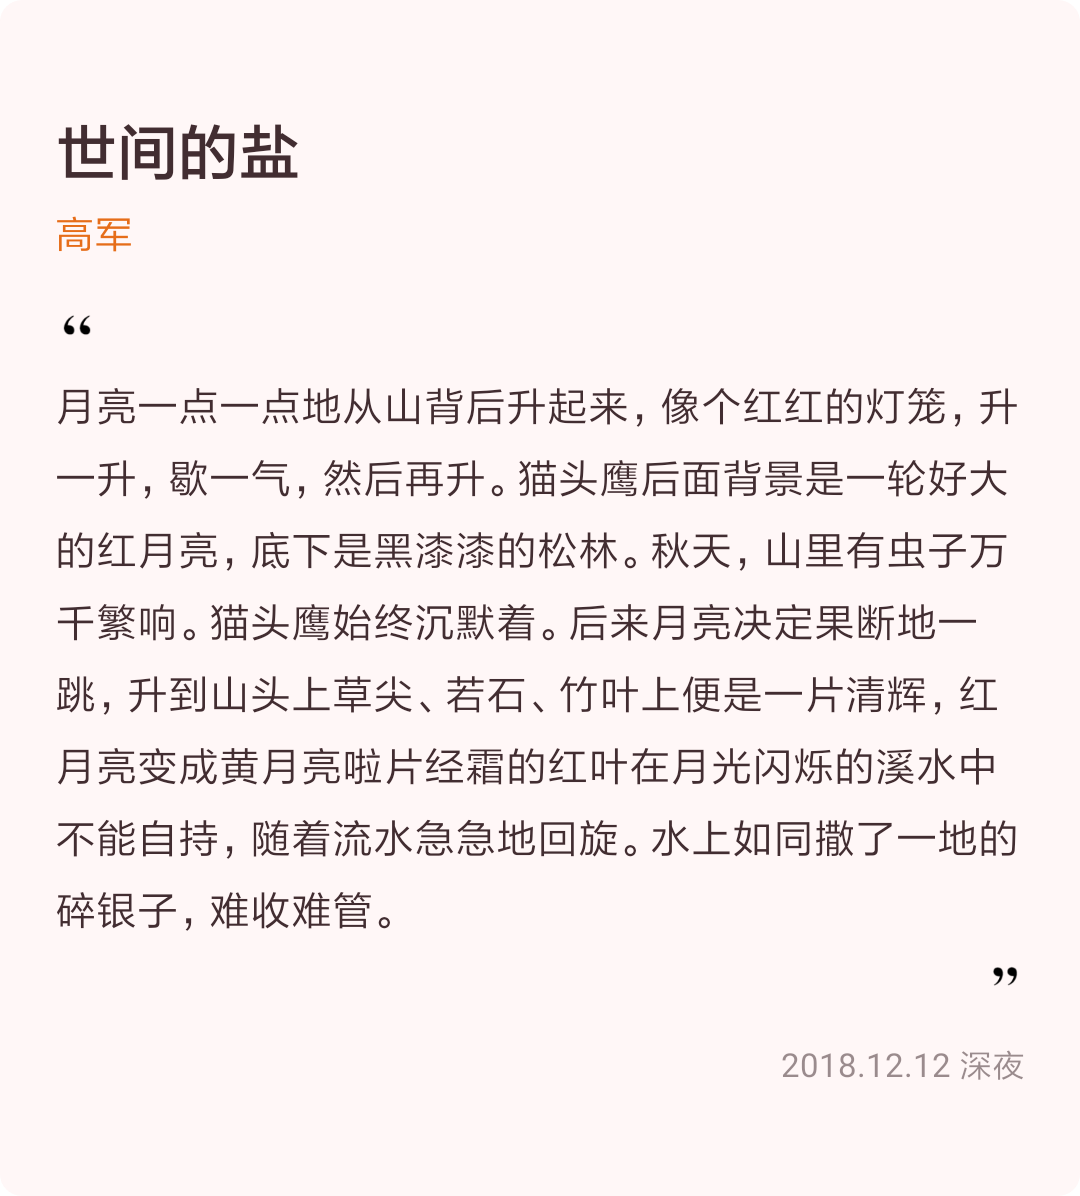 世间的盐
高军
“
月亮一点一点地从山背后升起来，像个红红的灯笼，升
一升，歇一气，然后再升。猫头鹰后面背景是一轮好大
的红月亮，底下是黑漆漆的松林。秋天，山里有虫子万
千繁响。猫头鹰始终沉默着。后来月亮决定果断地一
跳，升到山头上草尖、若石、竹叶上便是一片清辉，红
月亮变成黄月亮啦片经霜的红叶在月光闪烁的溪水中
不能自持，随着流水急急地回旋。水上如同撒了一地的
碎银子，难收难管。
”
2018.12.12 深夜